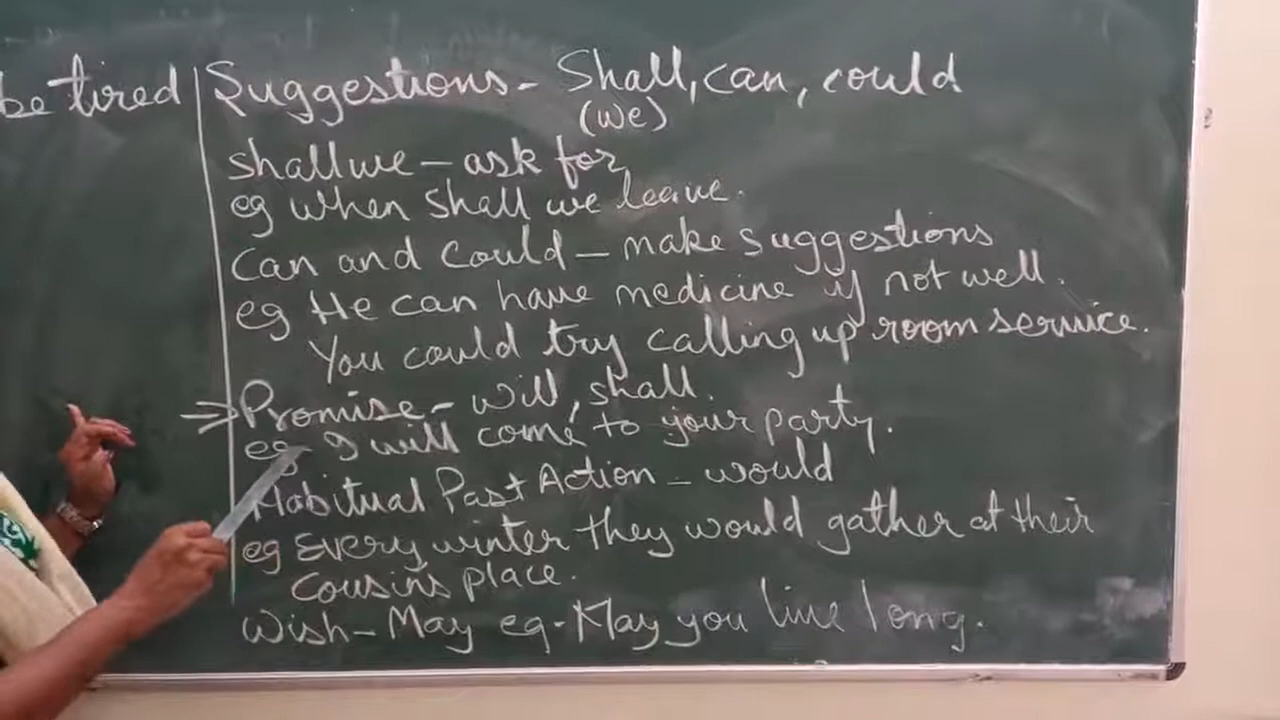 be tired
Suggestions - Shall, can, could
(we)
shall we - ask for
eg when shall we leave.
Can and Could - make suggestions
eg He can have medicine if not well.
You could try calling up room service.
⇒ Promise - will, shall.
eg - I will come to your party.
Habitual Past Action - would
eg Every winter they would gather at their
cousin's place.
Wish - May eg - May you live long.